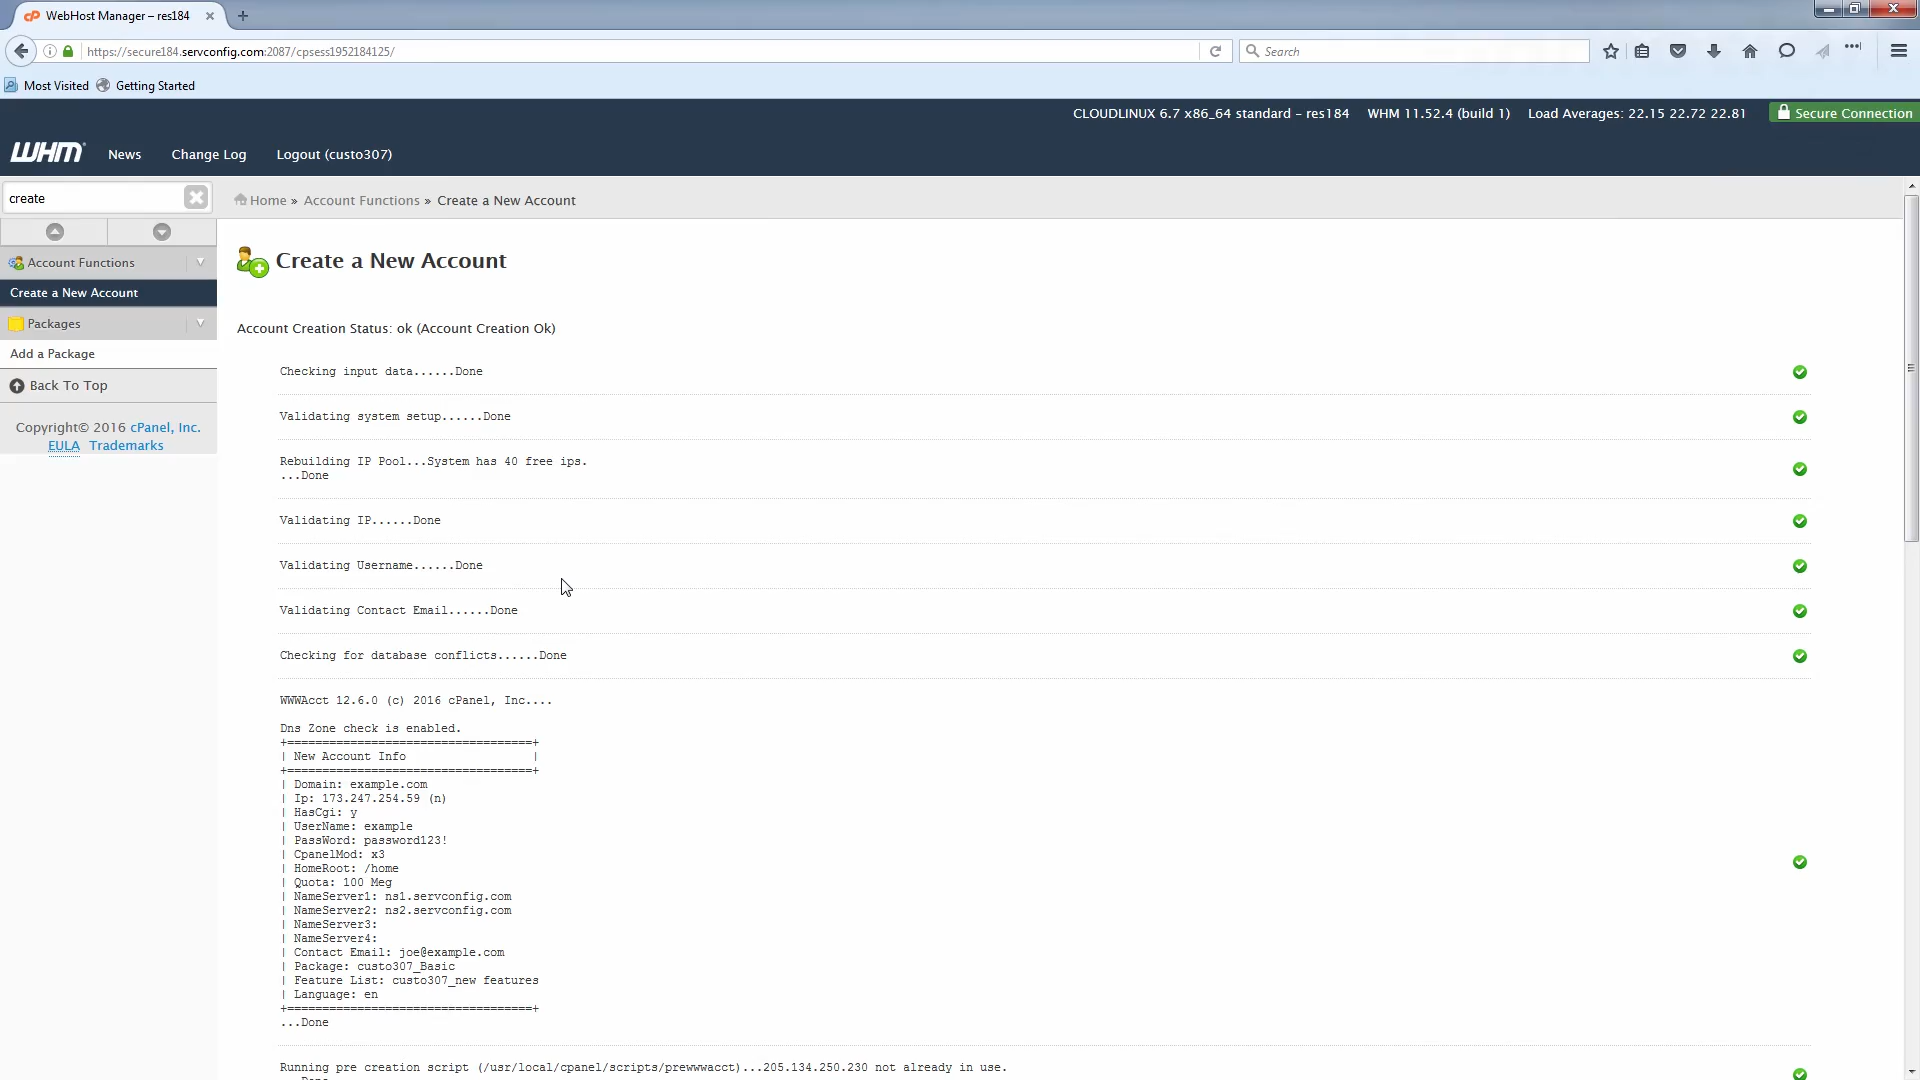 WebHost Manager – res184
https://secure184.servconfig.com:2087/cpsess1952184125/
Search
Most Visited
Getting Started
CLOUDLINUX 6.7 x86_64 standard – res184
WHM 11.52.4 (build 1)
Load Averages: 22.15 22.72 22.81
Secure Connection
WHM
News
Change Log
Logout (custo307)
create
Home » Account Functions » Create a New Account
Account Functions
Create a New Account
Packages
Add a Package
Back To Top
Copyright© 2016 cPanel, Inc.
EULA Trademarks
Create a New Account
Account Creation Status: ok (Account Creation Ok)
Checking input data......Done
Validating system setup......Done
Rebuilding IP Pool...System has 40 free ips.
...Done
Validating IP......Done
Validating Username......Done
Validating Contact Email......Done
Checking for database conflicts......Done
WWWAcct 12.6.0 (c) 2016 cPanel, Inc....
Dns Zone check is enabled.
+===================================+
| New Account Info |
+===================================+
| Domain: example.com
| Ip: 173.247.254.59 (n)
| HasCgi: y
| UserName: example
| PassWord: password123!
| CpanelMod: x3
| HomeRoot: /home
| Quota: 100 Meg
| NameServer1: ns1.servconfig.com
| NameServer2: ns2.servconfig.com
| NameServer3:
| NameServer4:
| Contact Email: joe@example.com
| Package: custo307_Basic
| Feature List: custo307_new features
| Language: en
+===================================+
...Done
Running pre creation script (/usr/local/cpanel/scripts/prewwwacct)...205.134.250.230 not already in use.